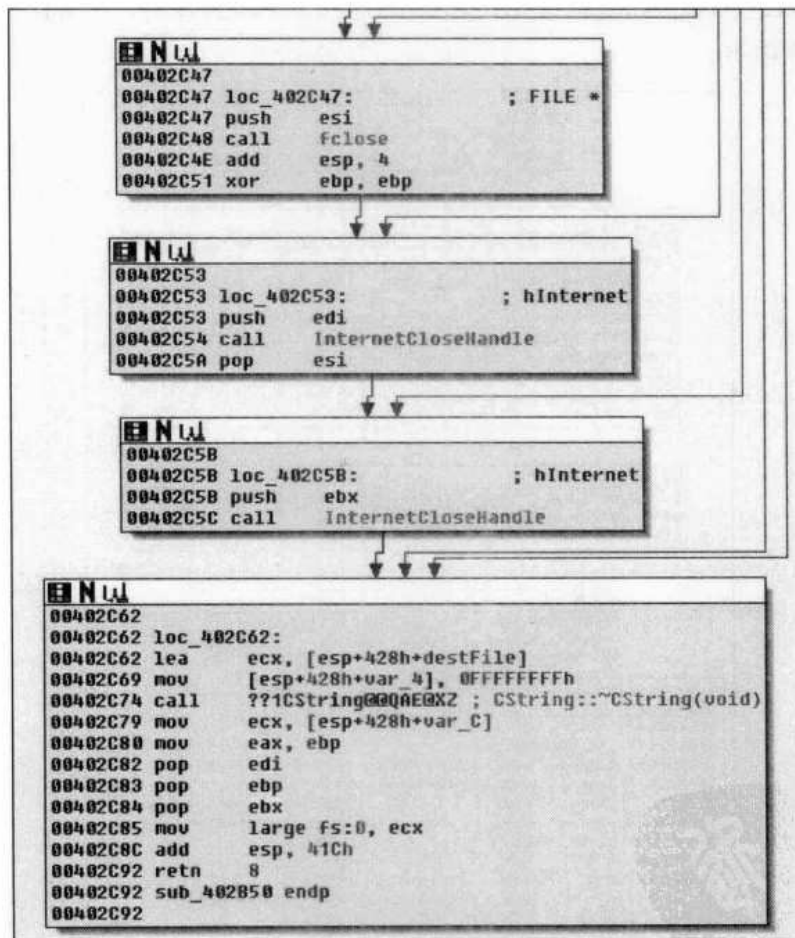 00402C47
00402C47 loc_402C47: ; FILE *
00402C47 push esi
00402C48 call fclose
00402C4E add esp, 4
00402C51 xor ebp, ebp
00402C53
00402C53 loc_402C53: ; hInternet
00402C53 push edi
00402C54 call InternetCloseHandle
00402C5A pop esi
00402C5B
00402C5B loc_402C5B: ; hInternet
00402C5B push ebx
00402C5C call InternetCloseHandle
00402C62
00402C62 loc_402C62:
00402C62 lea ecx, [esp+428h+destFile]
00402C69 mov [esp+428h+var_4], 0FFFFFFFFh
00402C74 call ??1CString@@QAE@XZ ; CString::~CString(void)
00402C79 mov ecx, [esp+428h+var_C]
00402C80 mov eax, ebp
00402C82 pop edi
00402C83 pop ebp
00402C84 pop ebx
00402C85 mov large fs:0, ecx
00402C8C add esp, 41Ch
00402C92 retn 8
00402C92 sub_402B50 endp
00402C92